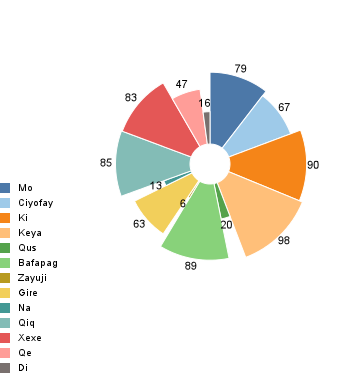 79
67
90
98
20
89
6
63
13
85
83
47
16
Mo
Ciyofay
Ki
Keya
Qus
Bafapag
Zayuji
Gire
Na
Qiq
Xexe
Qe
Di